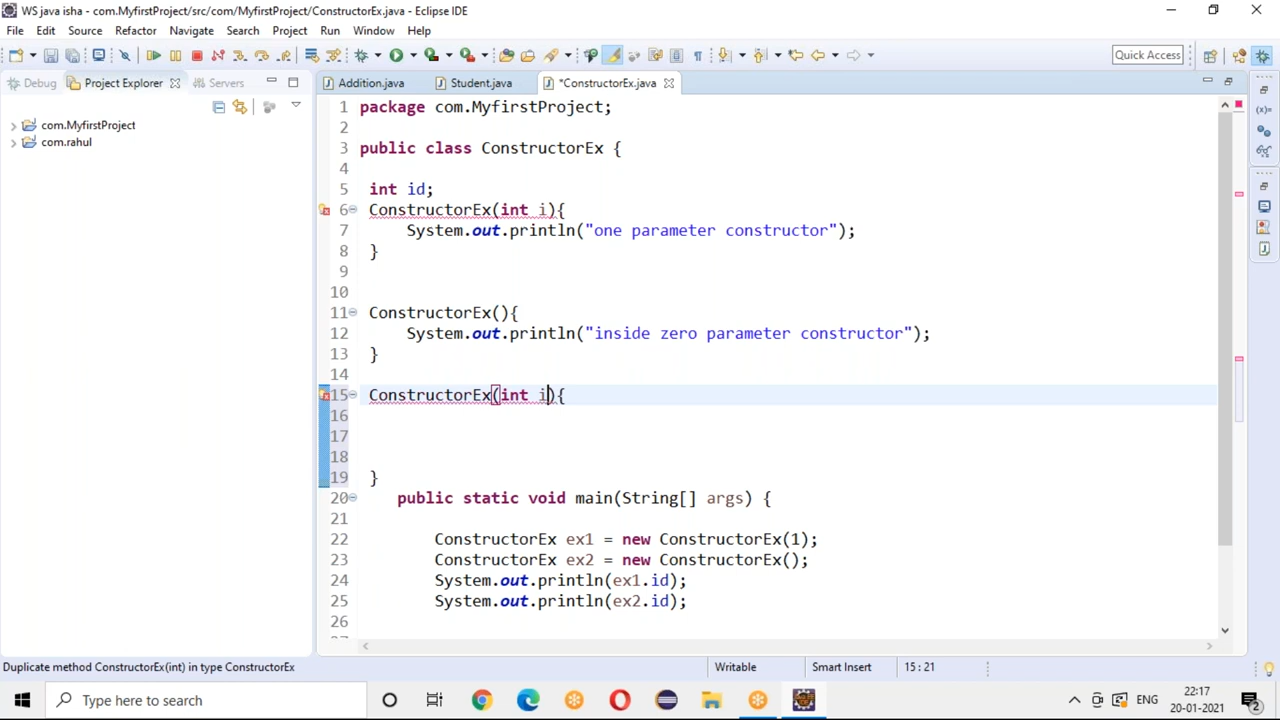 WS java isha - com.MyfirstProject/src/com/MyfirstProject/ConstructorEx.java - Eclipse IDE
File Edit Source Refactor Navigate Search Project Run Window Help
Quick Access
Debug Project Explorer Servers
Addition.java Student.java *ConstructorEx.java
com.MyfirstProject
com.rahul
1 package com.MyfirstProject;
2
3 public class ConstructorEx {
4
5 int id;
6 ConstructorEx(int i){
7 System.out.println("one parameter constructor");
8 }
9
10
11 ConstructorEx(){
12 System.out.println("inside zero parameter constructor");
13 }
14
15 ConstructorEx(int i){
16
17
18
19 }
20 public static void main(String[] args) {
21
22 ConstructorEx ex1 = new ConstructorEx(1);
23 ConstructorEx ex2 = new ConstructorEx();
24 System.out.println(ex1.id);
25 System.out.println(ex2.id);
26
Duplicate method ConstructorEx(int) in type ConstructorEx Writable Smart Insert 15 : 21
Type here to search
ENG 22:17 20-01-2021 2